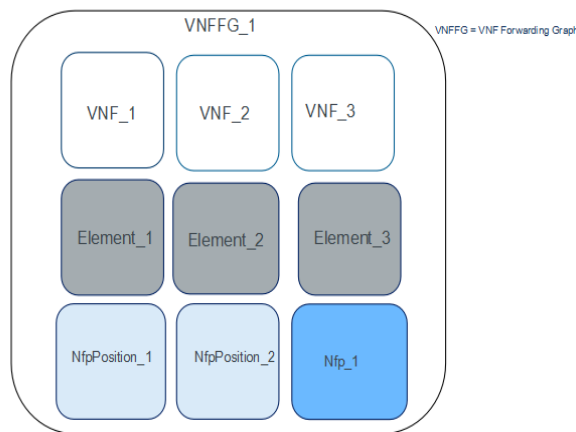 VNFFG_1
VNFFG = VNF Forwarding Graph
VNF_1
VNF_2
VNF_3
Element_1
Element_2
Element_3
NfpPosition_1
NfpPosition_2
Nfp_1